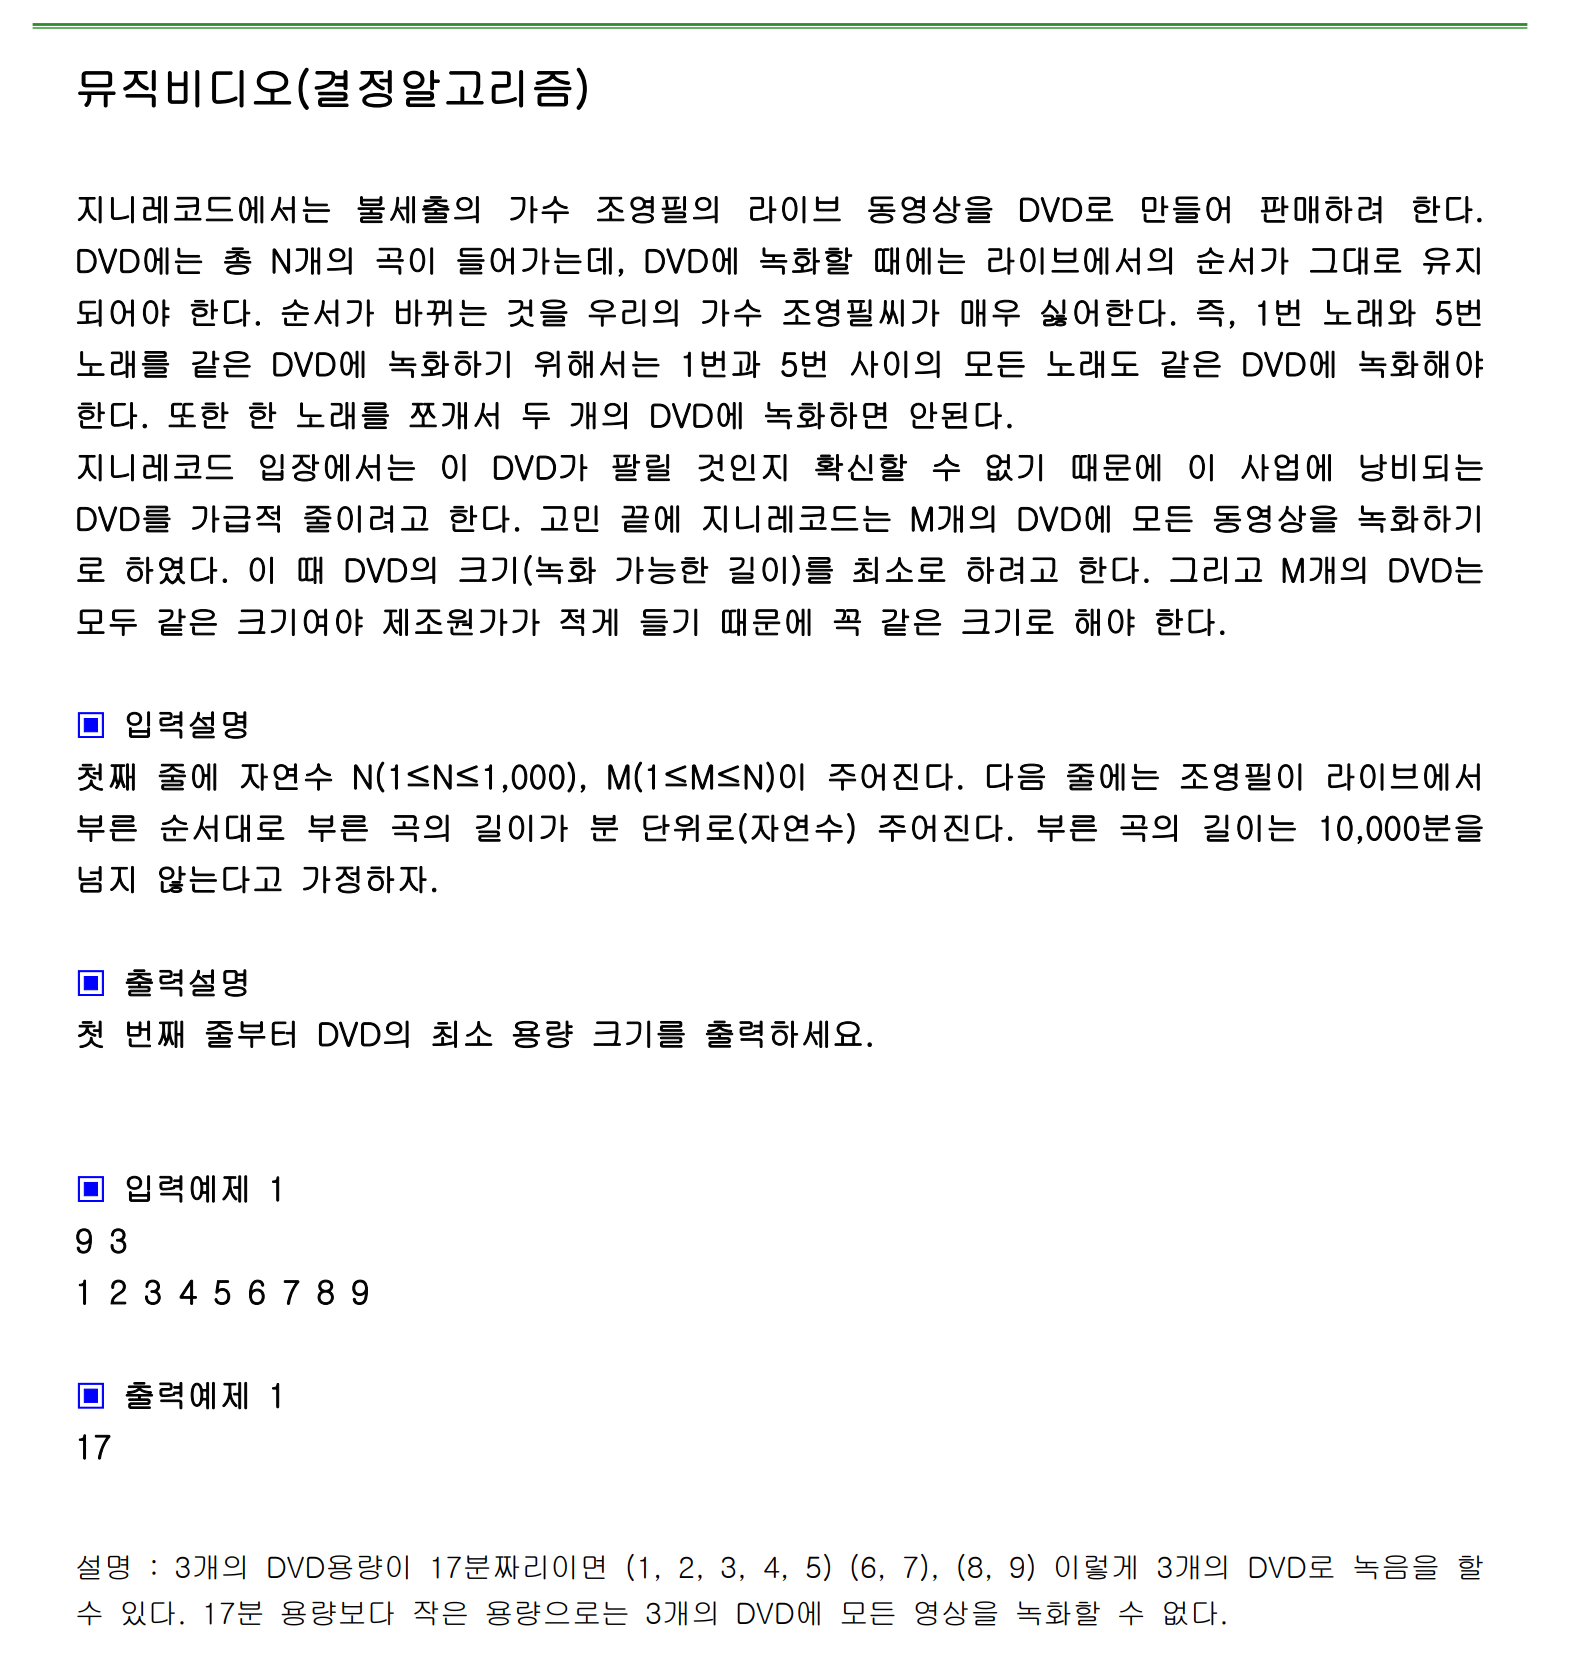 뮤직비디오(결정알고리즘)
지니레코드에서는 불세출의 가수 조영필의 라이브 동영상을 DVD로 만들어 판매하려 한다.
DVD에는 총 N개의 곡이 들어가는데, DVD에 녹화할 때에는 라이브에서의 순서가 그대로 유지
되어야 한다. 순서가 바뀌는 것을 우리의 가수 조영필씨가 매우 싫어한다. 즉, 1번 노래와 5번
노래를 같은 DVD에 녹화하기 위해서는 1번과 5번 사이의 모든 노래도 같은 DVD에 녹화해야
한다. 또한 한 노래를 쪼개서 두 개의 DVD에 녹화하면 안된다.
지니레코드 입장에서는 이 DVD가 팔릴 것인지 확신할 수 없기 때문에 이 사업에 낭비되는
DVD를 가급적 줄이려고 한다. 고민 끝에 지니레코드는 M개의 DVD에 모든 동영상을 녹화하기
로 하였다. 이 때 DVD의 크기(녹화 가능한 길이)를 최소로 하려고 한다. 그리고 M개의 DVD는
모두 같은 크기여야 제조원가가 적게 들기 때문에 꼭 같은 크기로 해야 한다.
▣ 입력설명
첫째 줄에 자연수 N(1≤N≤1,000), M(1≤M≤N)이 주어진다. 다음 줄에는 조영필이 라이브에서
부른 순서대로 부른 곡의 길이가 분 단위로(자연수) 주어진다. 부른 곡의 길이는 10,000분을
넘지 않는다고 가정하자.
▣ 출력설명
첫 번째 줄부터 DVD의 최소 용량 크기를 출력하세요.
▣ 입력예제 1
9 3
1 2 3 4 5 6 7 8 9
▣ 출력예제 1
17
설명 : 3개의 DVD용량이 17분짜리이면 (1, 2, 3, 4, 5) (6, 7), (8, 9) 이렇게 3개의 DVD로 녹음을 할
수 있다. 17분 용량보다 작은 용량으로는 3개의 DVD에 모든 영상을 녹화할 수 없다.